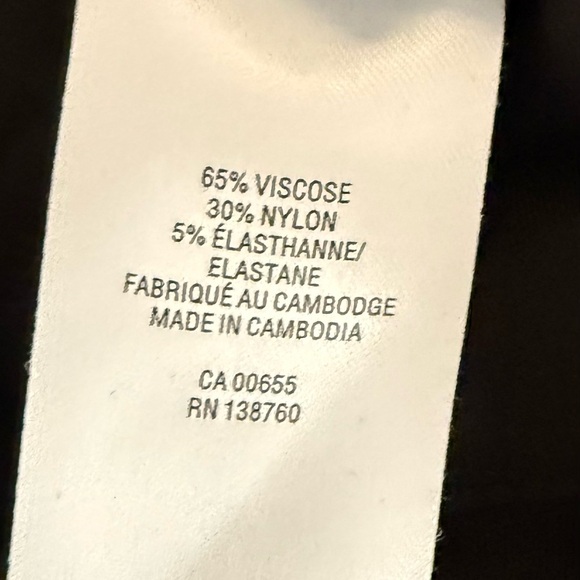 65% VISCOSE
30% NYLON
5% ÉLASTHANNE/
ELASTANE
FABRIQUÉ AU CAMBODGE
MADE IN CAMBODIA
CA 00655
RN 138760